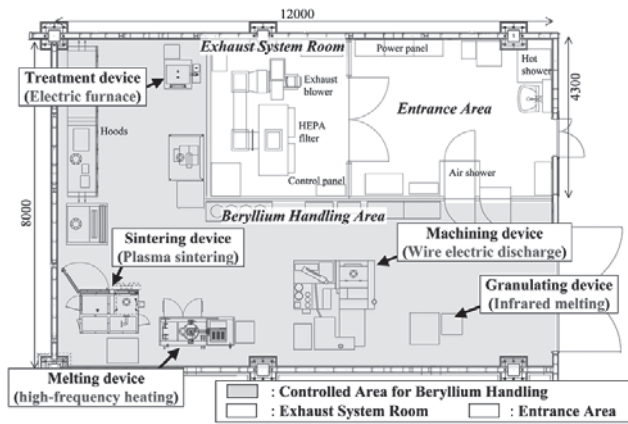 12000
Exhaust System Room
Power panel
Hot
shower
Treatment device
(Electric furnace)
Exhaust
blower
Entrance Area
4300
HEPA
filter
Hoods
8000
Control panel
Air shower
Beryllium Handling Area
Sintering device
(Plasma sintering)
Machining device
(Wire electric discharge)
Granulating device
(Infrared melting)
Melting device
(high-frequency heating)
: Controlled Area for Beryllium Handling
: Exhaust System Room
: Entrance Area